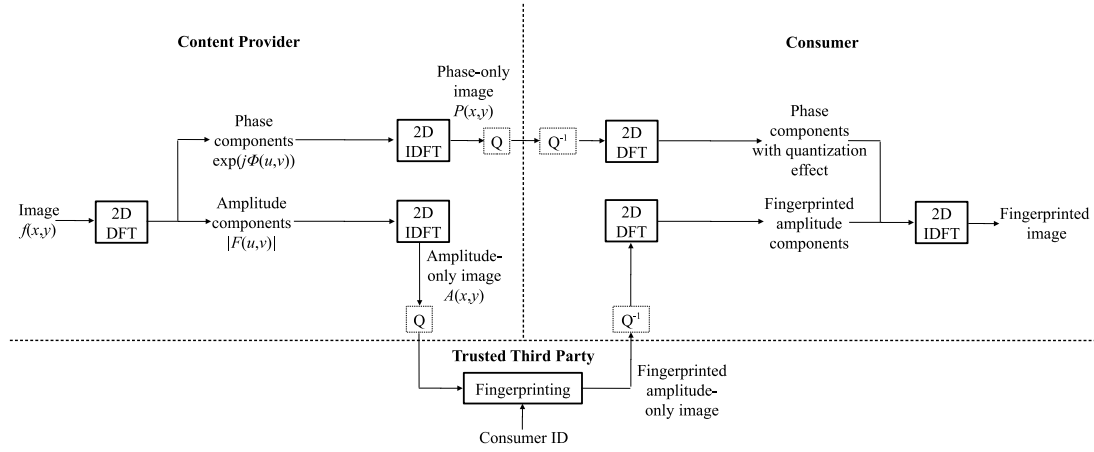 Content Provider
Consumer
Phase-only
image
P(x,y)
Phase
components
exp(jΦ(u,v))
2D
IDFT
Q
Q⁻¹
2D
DFT
Phase
components
with quantization
effect
Image
f(x,y)
2D
DFT
Amplitude
components
|F(u,v)|
2D
IDFT
2D
DFT
Fingerprinted
amplitude
components
2D
IDFT
Fingerprinted
image
Amplitude-
only image
A(x,y)
Q
Q⁻¹
Trusted Third Party
Fingerprinting
Fingerprinted
amplitude-
only image
Consumer ID